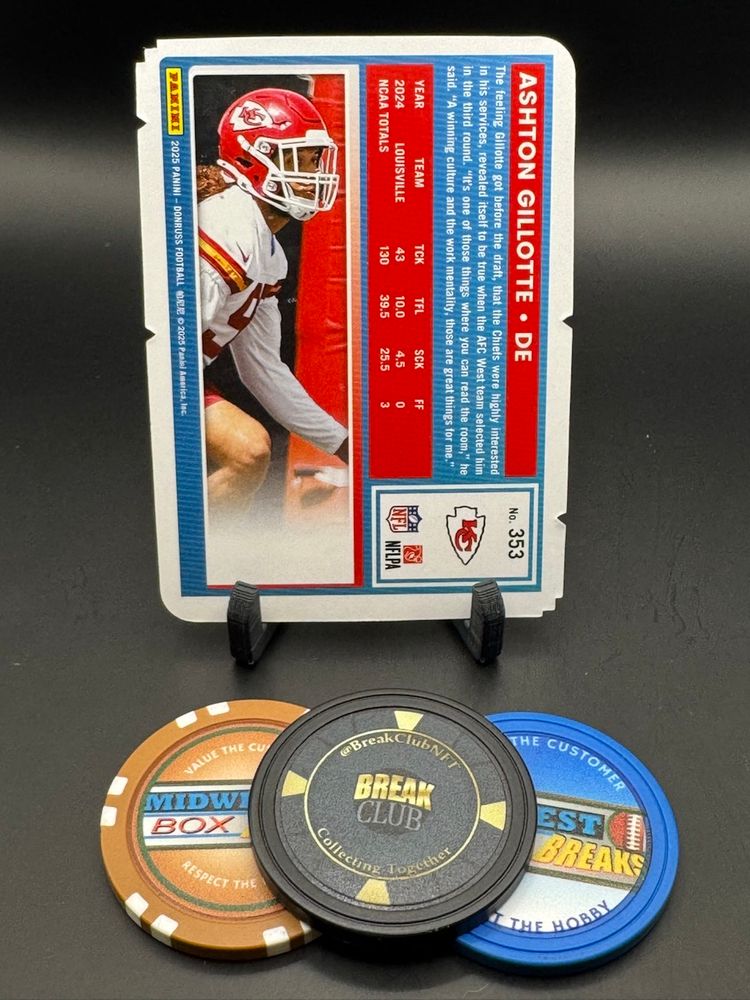 ASHTON GILLOTTE • DE
The feeling Gillotte got before the draft, that the Chiefs were highly interested
in his services, revealed itself to be true when the AFC West team selected him
in the third round. "It's one of those things where you can read the room," he
said. "A winning culture and the work mentality, those are great things for me."
YEAR TEAM TCK TFL SCK FF
2024 LOUISVILLE 43 10.0 4.5 0
NCAA TOTALS 130 39.5 25.5 3
No. 353
KC
NFL NFLPA
KC
PANINI 2025 PANINI – DONRUSS FOOTBALL © 2025 Panini America, Inc.
VALUE THE CU
MIDWE
BOX
RESPECT THE
@BreakClubNFT
BREAK
CLUB
Collecting Together
THE CUSTOMER
EST
BREAKS
T THE HOBBY